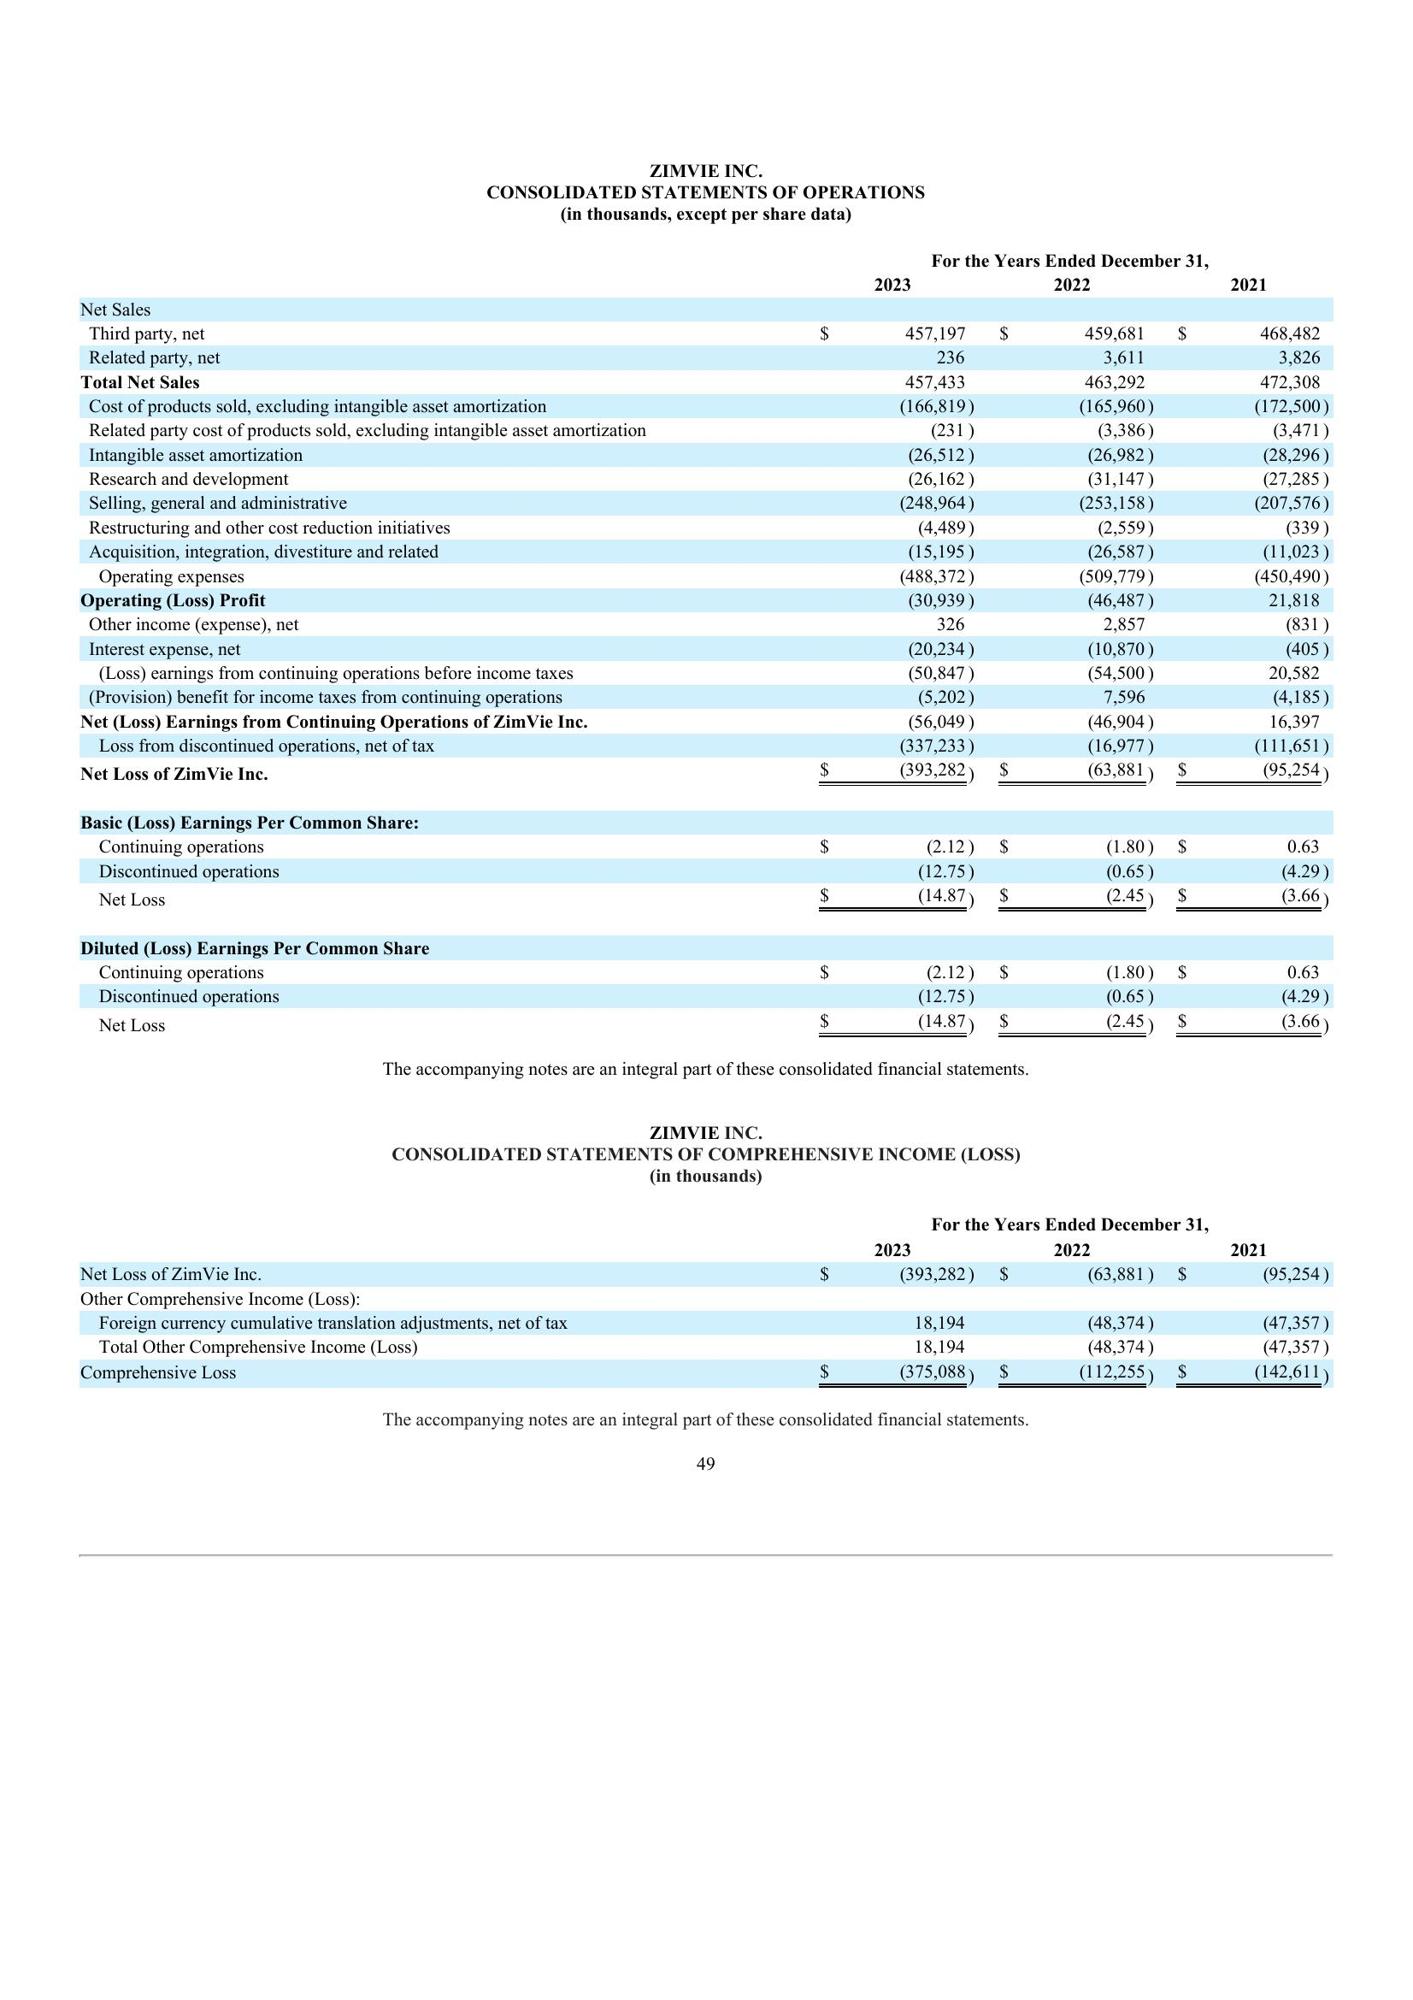 ZIMVIE INC.
CONSOLIDATED STATEMENTS OF OPERATIONS
(in thousands, except per share data)
For the Years Ended December 31,
2023 2022 2021
Net Sales
Third party, net $ 457,197 $ 459,681 $ 468,482
Related party, net 236 3,611 3,826
Total Net Sales 457,433 463,292 472,308
Cost of products sold, excluding intangible asset amortization (166,819) (165,960) (172,500)
Related party cost of products sold, excluding intangible asset amortization (231) (3,386) (3,471)
Intangible asset amortization (26,512) (26,982) (28,296)
Research and development (26,162) (31,147) (27,285)
Selling, general and administrative (248,964) (253,158) (207,576)
Restructuring and other cost reduction initiatives (4,489) (2,559) (339)
Acquisition, integration, divestiture and related (15,195) (26,587) (11,023)
Operating expenses (488,372) (509,779) (450,490)
Operating (Loss) Profit (30,939) (46,487) 21,818
Other income (expense), net 326 2,857 (831)
Interest expense, net (20,234) (10,870) (405)
(Loss) earnings from continuing operations before income taxes (50,847) (54,500) 20,582
(Provision) benefit for income taxes from continuing operations (5,202) 7,596 (4,185)
Net (Loss) Earnings from Continuing Operations of ZimVie Inc. (56,049) (46,904) 16,397
Loss from discontinued operations, net of tax (337,233) (16,977) (111,651)
Net Loss of ZimVie Inc. $ (393,282) $ (63,881) $ (95,254)
Basic (Loss) Earnings Per Common Share:
Continuing operations $ (2.12) $ (1.80) $ 0.63
Discontinued operations (12.75) (0.65) (4.29)
Net Loss $ (14.87) $ (2.45) $ (3.66)
Diluted (Loss) Earnings Per Common Share
Continuing operations $ (2.12) $ (1.80) $ 0.63
Discontinued operations (12.75) (0.65) (4.29)
Net Loss $ (14.87) $ (2.45) $ (3.66)
The accompanying notes are an integral part of these consolidated financial statements.
ZIMVIE INC.
CONSOLIDATED STATEMENTS OF COMPREHENSIVE INCOME (LOSS)
(in thousands)
For the Years Ended December 31,
2023 2022 2021
Net Loss of ZimVie Inc. $ (393,282) $ (63,881) $ (95,254)
Other Comprehensive Income (Loss):
Foreign currency cumulative translation adjustments, net of tax 18,194 (48,374) (47,357)
Total Other Comprehensive Income (Loss) 18,194 (48,374) (47,357)
Comprehensive Loss $ (375,088) $ (112,255) $ (142,611)
The accompanying notes are an integral part of these consolidated financial statements.
49